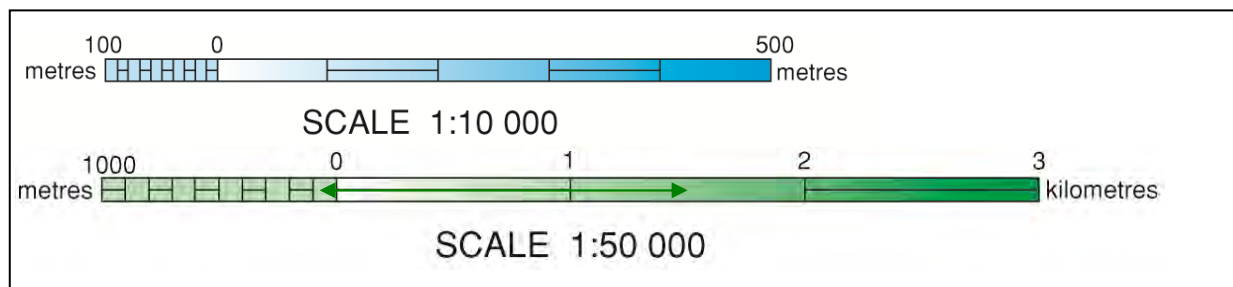 100 0 500
metres metres
SCALE 1:10 000
1000 0 1 2 3
metres kilometres
SCALE 1:50 000